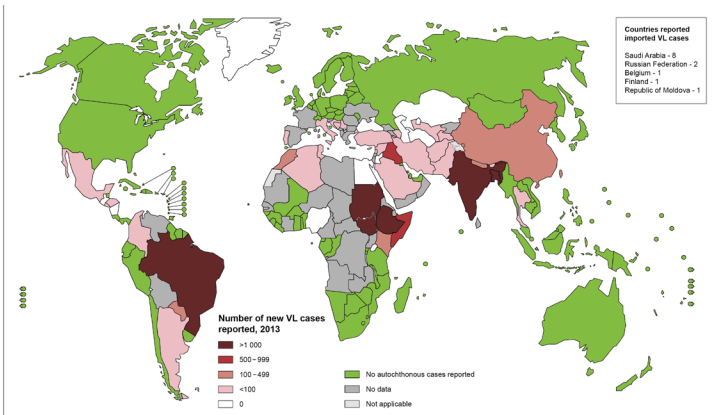 Countries reported
imported VL cases
Saudi Arabia - 8
Russian Federation - 2
Belgium - 1
Finland - 1
Republic of Moldova - 1
Number of new VL cases
reported, 2013
>1 000
500–999
100–499
<100
0
No autochthonous cases reported
No data
Not applicable